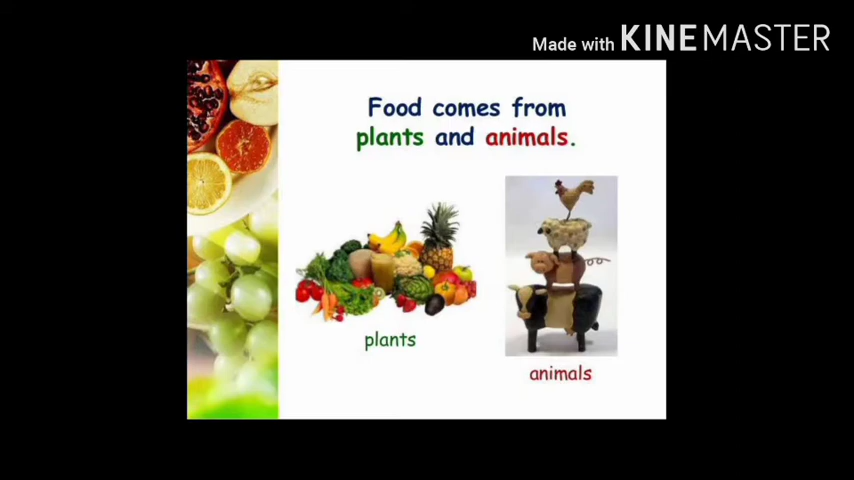 Made with KINEMASTER
Food comes from
plants and animals.
plants
animals